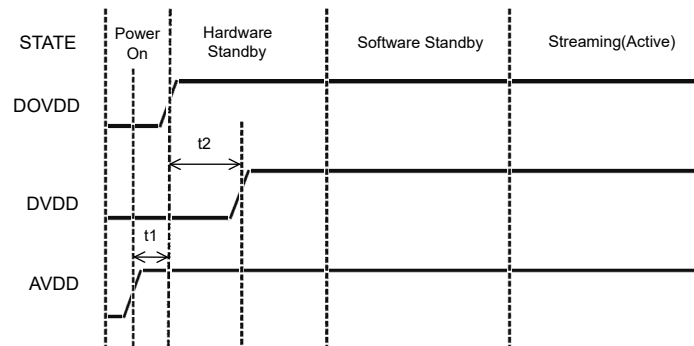 STATE
Power
On
Hardware
Standby
Software Standby
Streaming(Active)
DOVDD
t2
DVDD
t1
AVDD